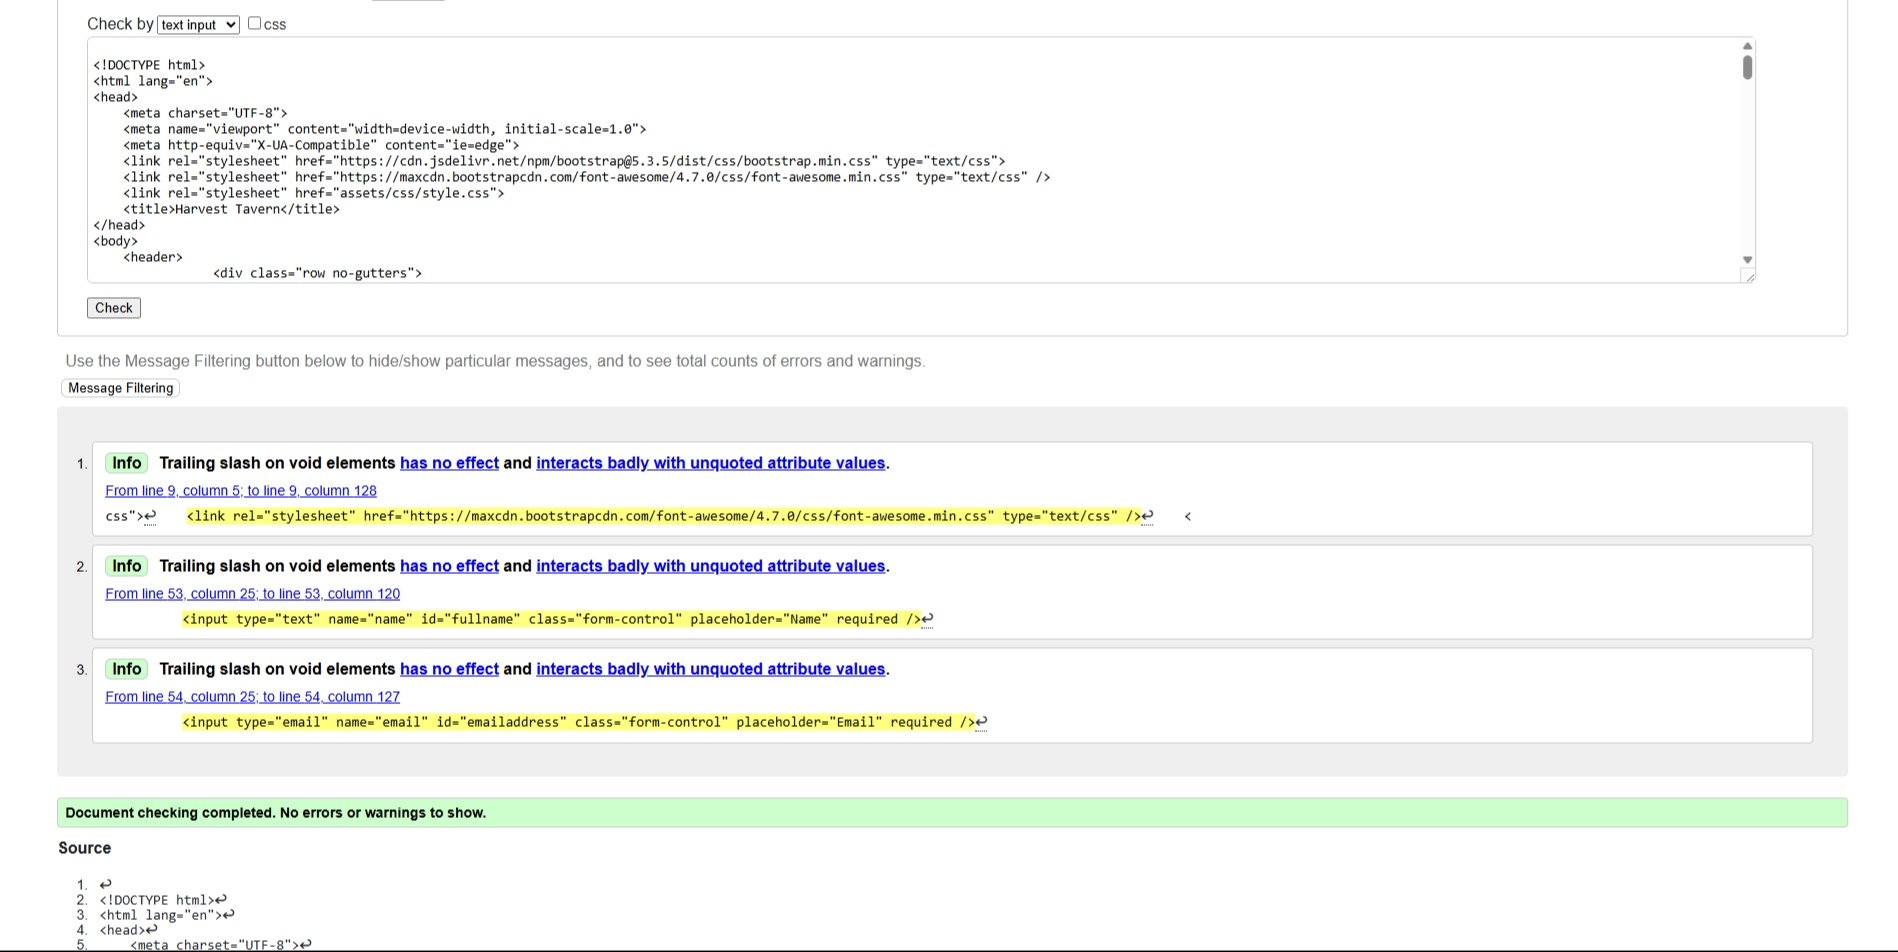 Check by text input css
<!DOCTYPE html>
<html lang="en">
<head>
    <meta charset="UTF-8">
    <meta name="viewport" content="width=device-width, initial-scale=1.0">
    <meta http-equiv="X-UA-Compatible" content="ie=edge">
    <link rel="stylesheet" href="https://cdn.jsdelivr.net/npm/bootstrap@5.3.5/dist/css/bootstrap.min.css" type="text/css">
    <link rel="stylesheet" href="https://maxcdn.bootstrapcdn.com/font-awesome/4.7.0/css/font-awesome.min.css" type="text/css" />
    <link rel="stylesheet" href="assets/css/style.css">
    <title>Harvest Tavern</title>
</head>
<body>
    <header>
                <div class="row no-gutters">
Check
Use the Message Filtering button below to hide/show particular messages, and to see total counts of errors and warnings.
Message Filtering
1. Info Trailing slash on void elements has no effect and interacts badly with unquoted attribute values.
From line 9, column 5; to line 9, column 128
css">↩    <link rel="stylesheet" href="https://maxcdn.bootstrapcdn.com/font-awesome/4.7.0/css/font-awesome.min.css" type="text/css" />↩    <
2. Info Trailing slash on void elements has no effect and interacts badly with unquoted attribute values.
From line 53, column 25; to line 53, column 120
<input type="text" name="name" id="fullname" class="form-control" placeholder="Name" required />↩
3. Info Trailing slash on void elements has no effect and interacts badly with unquoted attribute values.
From line 54, column 25; to line 54, column 127
<input type="email" name="email" id="emailaddress" class="form-control" placeholder="Email" required />↩
Document checking completed. No errors or warnings to show.
Source
1. ↩
2. <!DOCTYPE html>↩
3. <html lang="en">↩
4. <head>↩
5.     <meta charset="UTF-8">↩